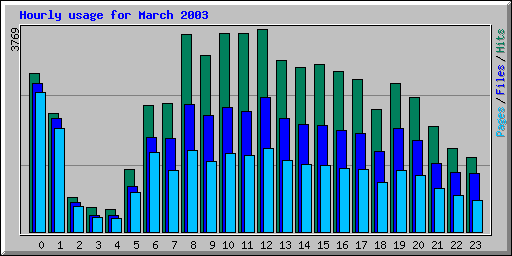 Hourly usage for March 2003
3769
Pages / Files / Hits
0 1 2 3 4 5 6 7 8 9 10 11 12 13 14 15 16 17 18 19 20 21 22 23